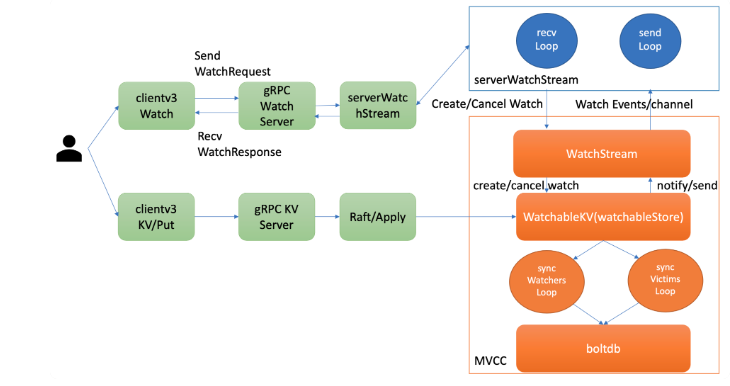 Send
WatchRequest
clientv3
Watch
gRPC
Watch
Server
serverWatc
hStream
Recv
WatchResponse
recv
Loop
send
Loop
serverWatchStream
Create/Cancel Watch
Watch Events/channel
WatchStream
create/cancel watch
notify/send
clientv3
KV/Put
gRPC KV
Server
Raft/Apply
WatchableKV(watchableStore)
sync
Watchers
Loop
sync
Victims
Loop
boltdb
MVCC